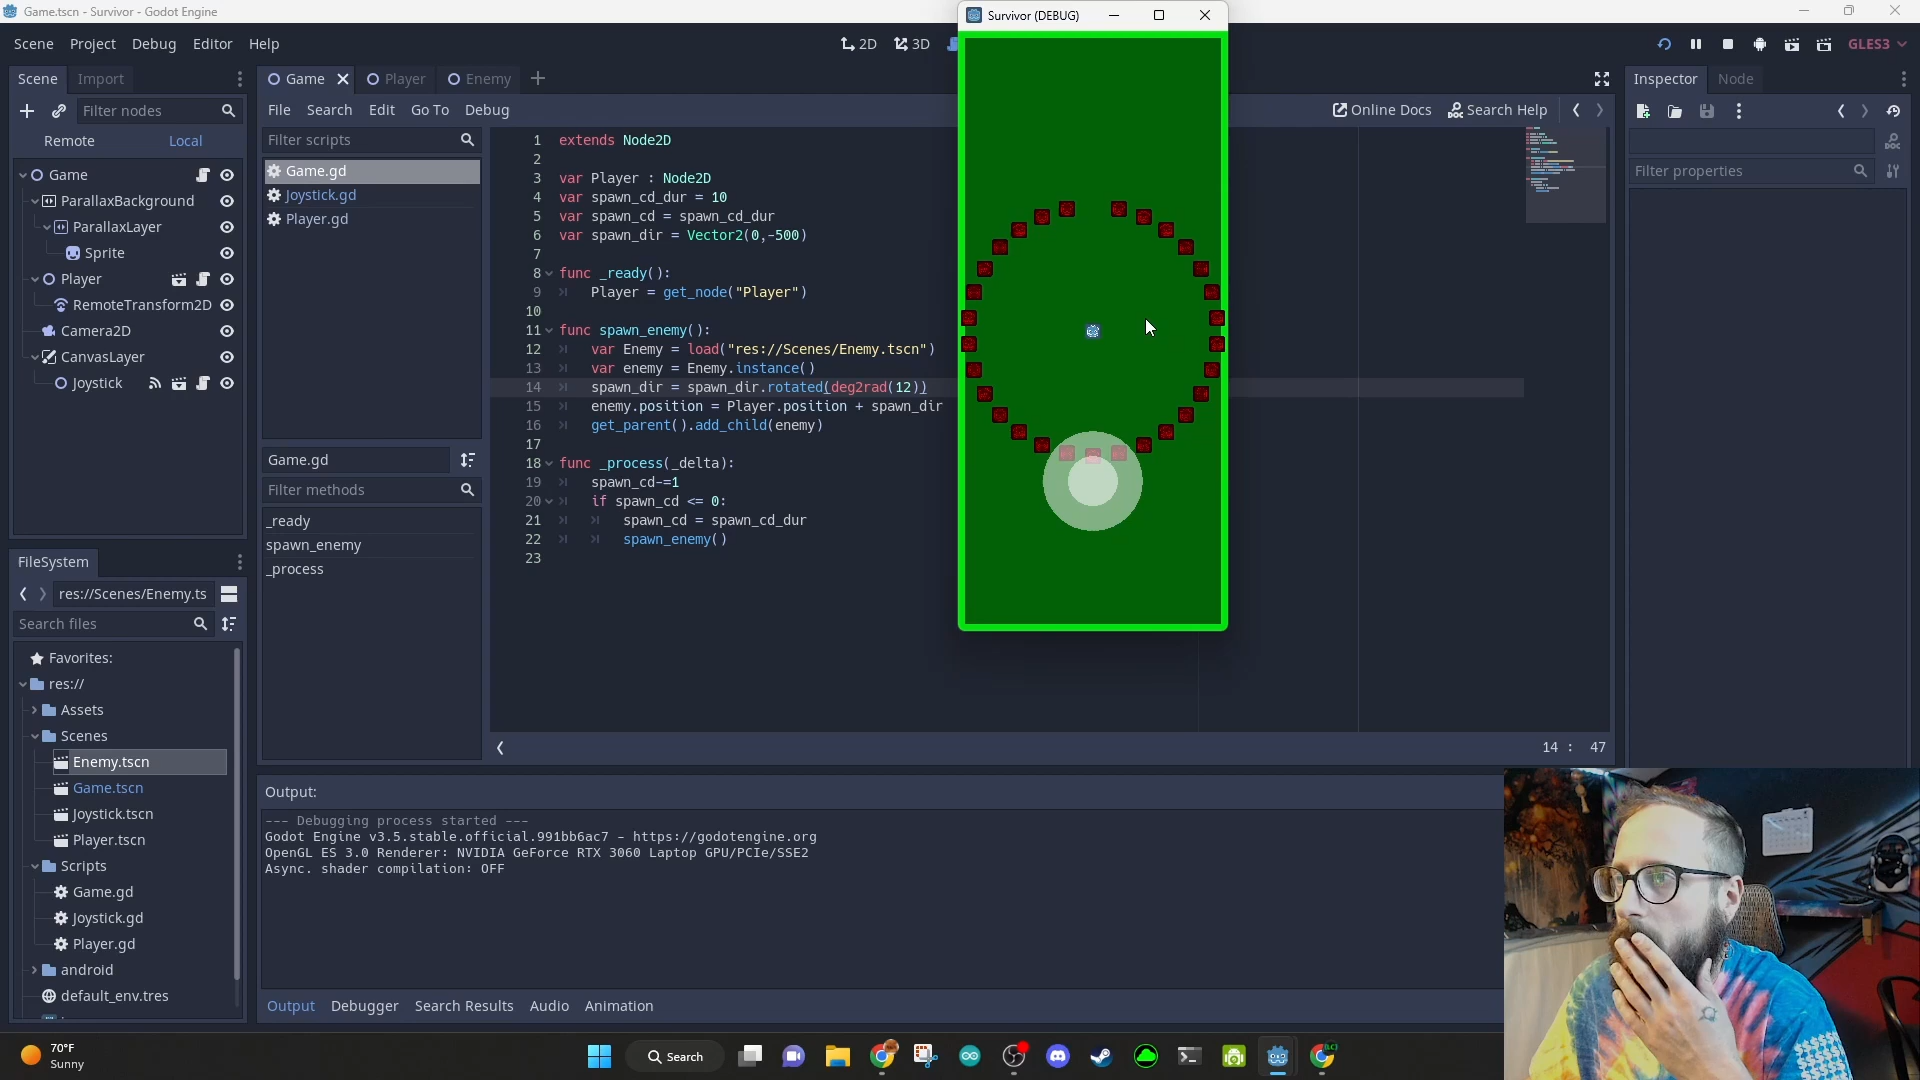 Game.tscn - Survivor - Godot Engine
Survivor (DEBUG)
Scene Project Debug Editor Help
2D 3D
GLES3
Scene Import
Game Player Enemy
Inspector Node
Filter nodes
File Search Edit Go To Debug
Online Docs Search Help
Remote Local
Filter scripts
Filter properties
Game
ParallaxBackground
ParallaxLayer
Sprite
Player
RemoteTransform2D
Camera2D
CanvasLayer
Joystick
Game.gd
Joystick.gd
Player.gd
Game.gd
Filter methods
_ready
spawn_enemy
_process
1 extends Node2D
2
3 var Player : Node2D
4 var spawn_cd_dur = 10
5 var spawn_cd = spawn_cd_dur
6 var spawn_dir = Vector2(0,-500)
7
8 func _ready():
9 Player = get_node("Player")
10
11 func spawn_enemy():
12 var Enemy = load("res://Scenes/Enemy.tscn")
13 var enemy = Enemy.instance()
14 spawn_dir = spawn_dir.rotated(deg2rad(12))
15 enemy.position = Player.position + spawn_dir
16 get_parent().add_child(enemy)
17
18 func _process(_delta):
19 spawn_cd-=1
20 if spawn_cd <= 0:
21 spawn_cd = spawn_cd_dur
22 spawn_enemy()
23
14 : 47
FileSystem
res://Scenes/Enemy.ts
Search files
Favorites:
res://
Assets
Scenes
Enemy.tscn
Game.tscn
Joystick.tscn
Player.tscn
Scripts
Game.gd
Joystick.gd
Player.gd
android
default_env.tres
Output:
--- Debugging process started ---
Godot Engine v3.5.stable.official.991bb6ac7 - https://godotengine.org
OpenGL ES 3.0 Renderer: NVIDIA GeForce RTX 3060 Laptop GPU/PCIe/SSE2
Async. shader compilation: OFF
Output Debugger Search Results Audio Animation
70°F
Sunny
Search